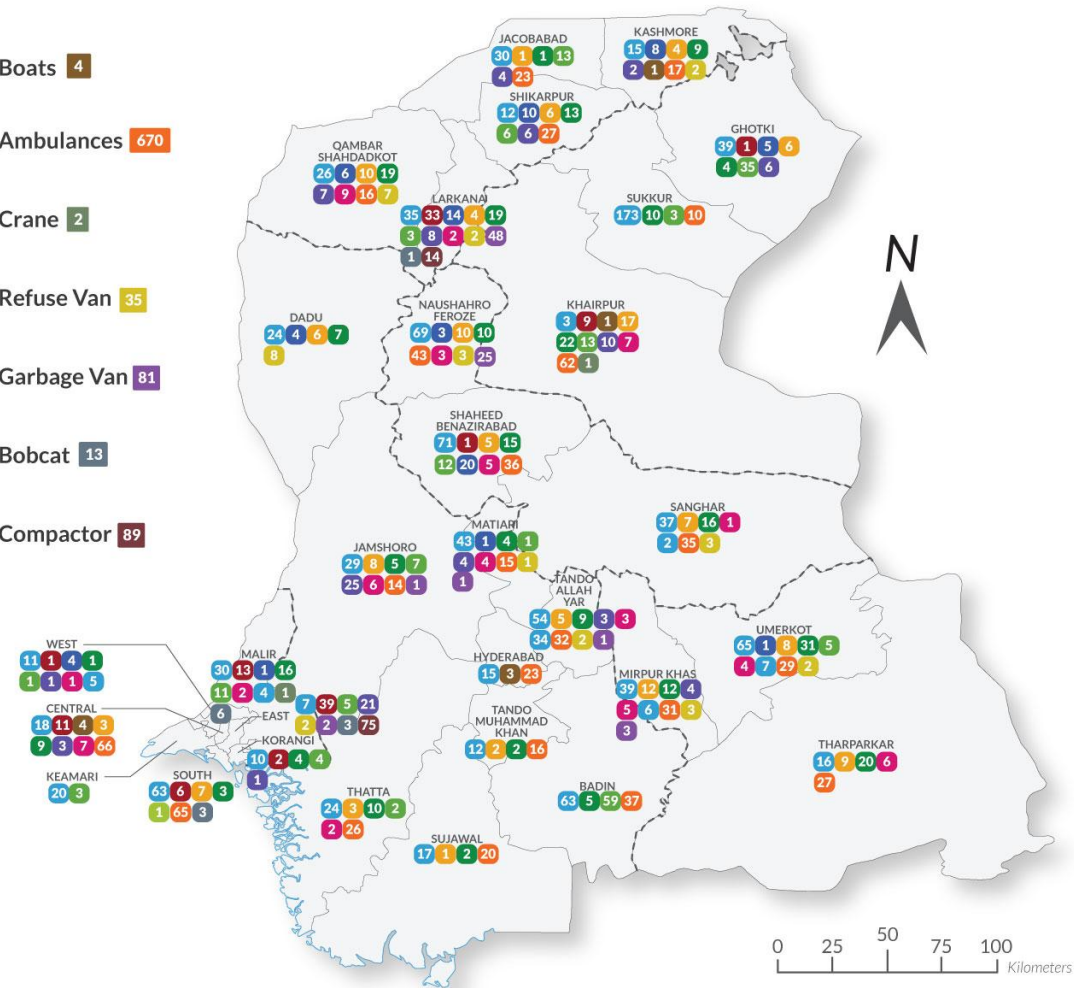 Boats 4
Ambulances 670
Crane 2
Refuse Van 35
Garbage Van 81
Bobcat 13
Compactor 89
JACOBABAD
30 1 1 13
4 23
KASHMORE
15 8 4 9
2 1 17 2
SHIKARPUR
12 10 6 13
6 6 27
GHOTKI
39 1 5 6
4 35 6
QAMBAR
SHAHDADKOT
26 6 10 19
7 9 16 7
LARKANA
35 33 14 4 19
3 8 2 2 48
1 14
SUKKUR
173 10 3 10
N
DADU
24 4 6 7
8
NAUSHAHRO
FEROZE
69 3 10 10
43 3 3 25
KHAIRPUR
3 9 1 17
22 13 10 7
62 1
SHAHEED
BENAZIRABAD
71 1 5 15
12 20 5 36
SANGHAR
37 7 16 1
2 35 3
MATIARI
43 1 4 1
4 4 15 1
1
JAMSHORO
29 8 5 7
25 6 14 1
TANDO
ALLAH
YAR
54 5 9 3 3
34 32 2 1
UMERKOT
65 1 8 31 5
4 7 29 2
HYDERABAD
15 3 23
MIRPUR KHAS
39 12 12 4
5 6 31 3
3
WEST
11 1 4 1
1 1 1 5
MALIR
30 13 1 16
11 2 4 1
6
EAST
7 39 5 21
2 2 3 75
CENTRAL
18 11 4 3
9 3 7 66
KORANGI
10 2 4 4
1
KEAMARI
20 3
SOUTH
63 6 7 3
1 65 3
TANDO
MUHAMMAD
KHAN
12 2 2 16
THARPARKAR
16 9 20 6
27
THATTA
24 3 10 2
2 26
BADIN
63 5 59 37
SUJAWAL
17 1 2 20
0 25 50 75 100
Kilometers